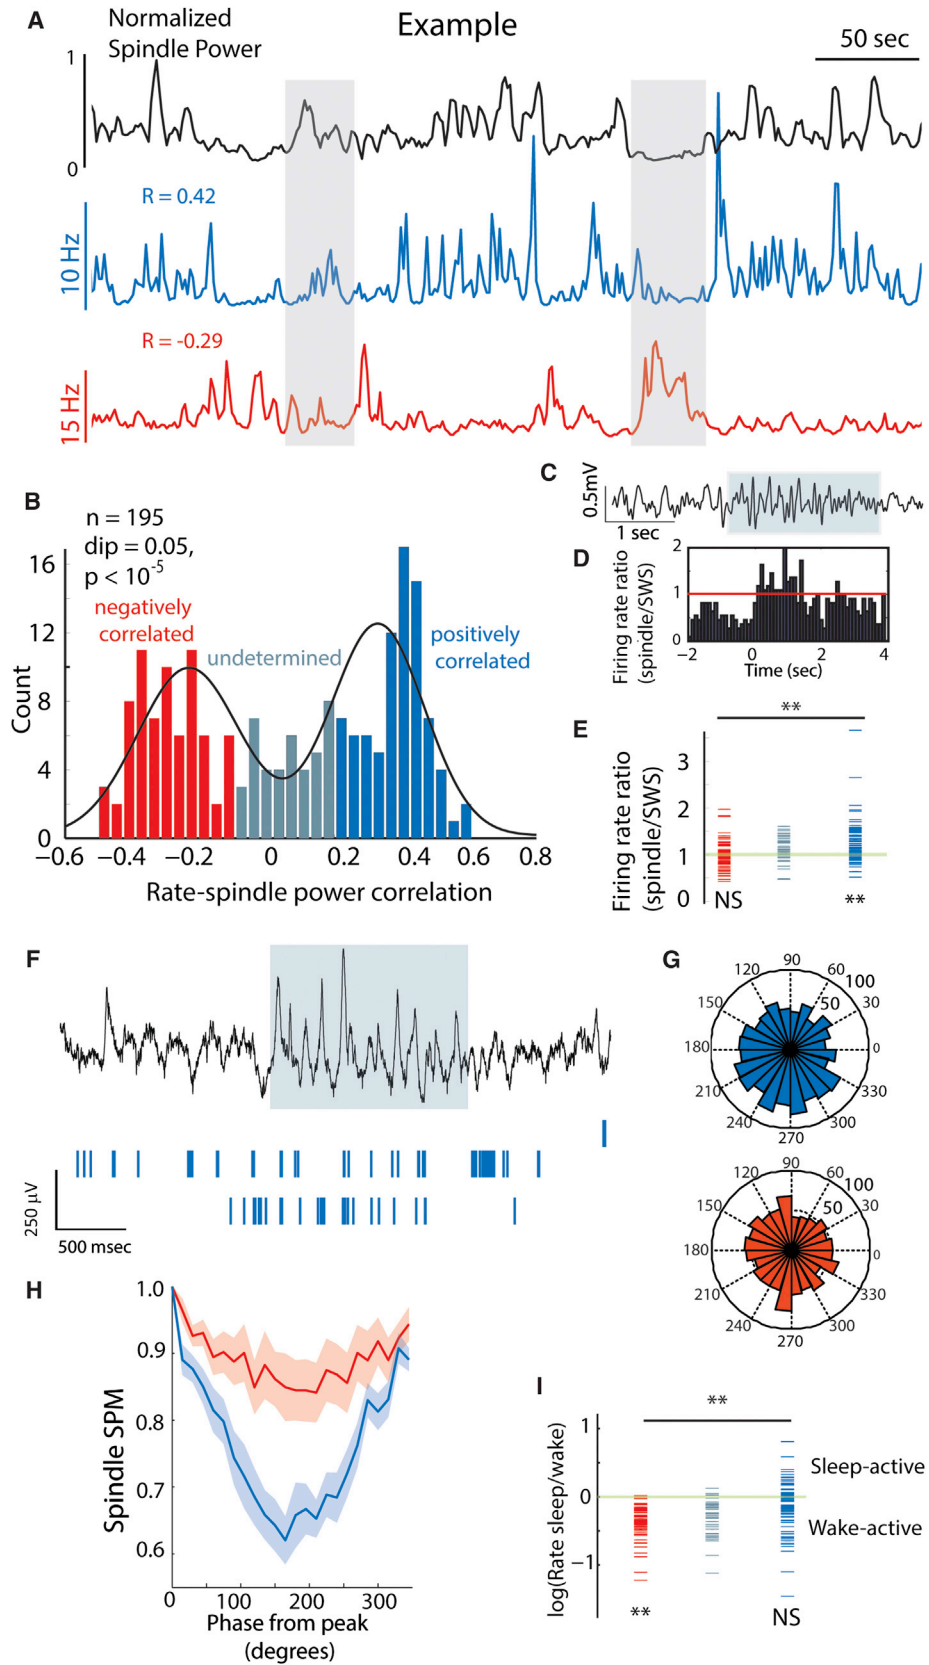 A
Normalized
Spindle Power
Example
50 sec
1
0
R = 0.42
10 Hz
R = -0.29
15 Hz
B
n = 195
dip = 0.05,
p < 10-5
negatively
correlated
undetermined
positively
correlated
Count
16
12
8
4
0
−0.6 −0.4 −0.2 0 0.2 0.4 0.6 0.8
Rate-spindle power correlation
C
0.5mV
1 sec
D
Firing rate ratio
(spindle/SWS)
2
1
0
−2 0 2 4
Time (sec)
E
**
Firing rate ratio
(spindle/SWS)
3
2
1
0
NS
**
F
250 µV
500 msec
G
90
120 60
100
150 50 30
180 0
210 330
240 300
270
90
120 60
100
150 50 30
180 0
210 330
240 300
270
H
Spindle SPM
1.0
0.9
0.8
0.7
0.6
0 100 200 300
Phase from peak
(degrees)
I
**
log(Rate sleep/wake)
1
0
−1
Sleep-active
Wake-active
**
NS